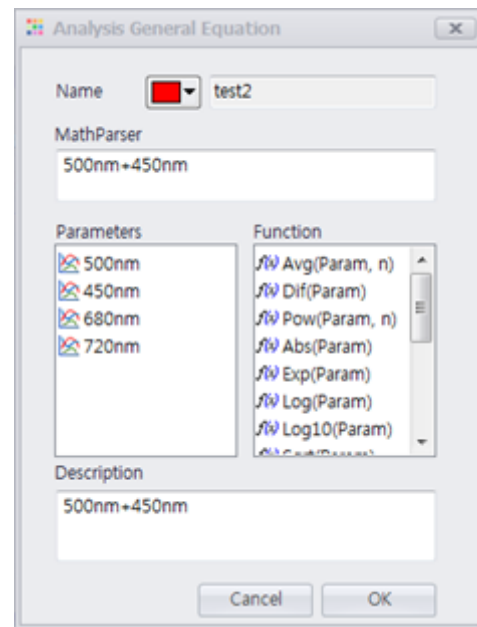 Analysis General Equation
Name
test2
MathParser
500nm+450nm
Parameters
500nm
450nm
680nm
720nm
Function
f(x) Avg(Param, n)
f(x) Dif(Param)
f(x) Pow(Param, n)
f(x) Abs(Param)
f(x) Exp(Param)
f(x) Log(Param)
f(x) Log10(Param)
Description
500nm+450nm
Cancel
OK